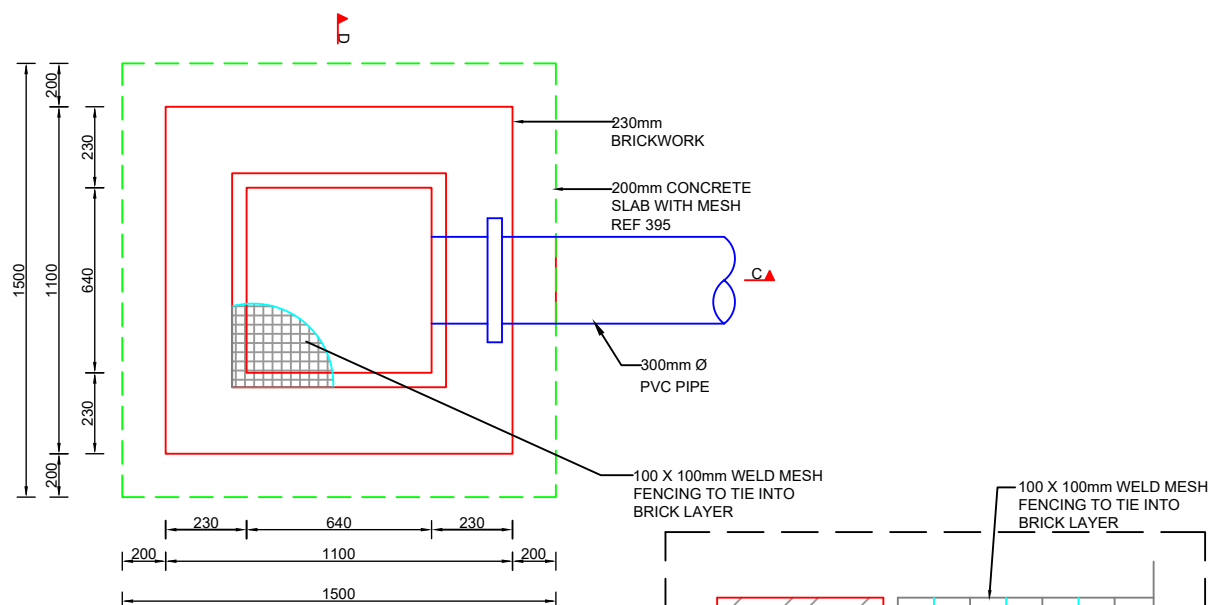 D
200
230
1500
1100
640
230
200
230mm
BRICKWORK
200mm CONCRETE
SLAB WITH MESH
REF 395
C
300mm Ø
PVC PIPE
100 X 100mm WELD MESH
FENCING TO TIE INTO
BRICK LAYER
100 X 100mm WELD MESH
FENCING TO TIE INTO
BRICK LAYER
230 640 230
200 1100 200
1500